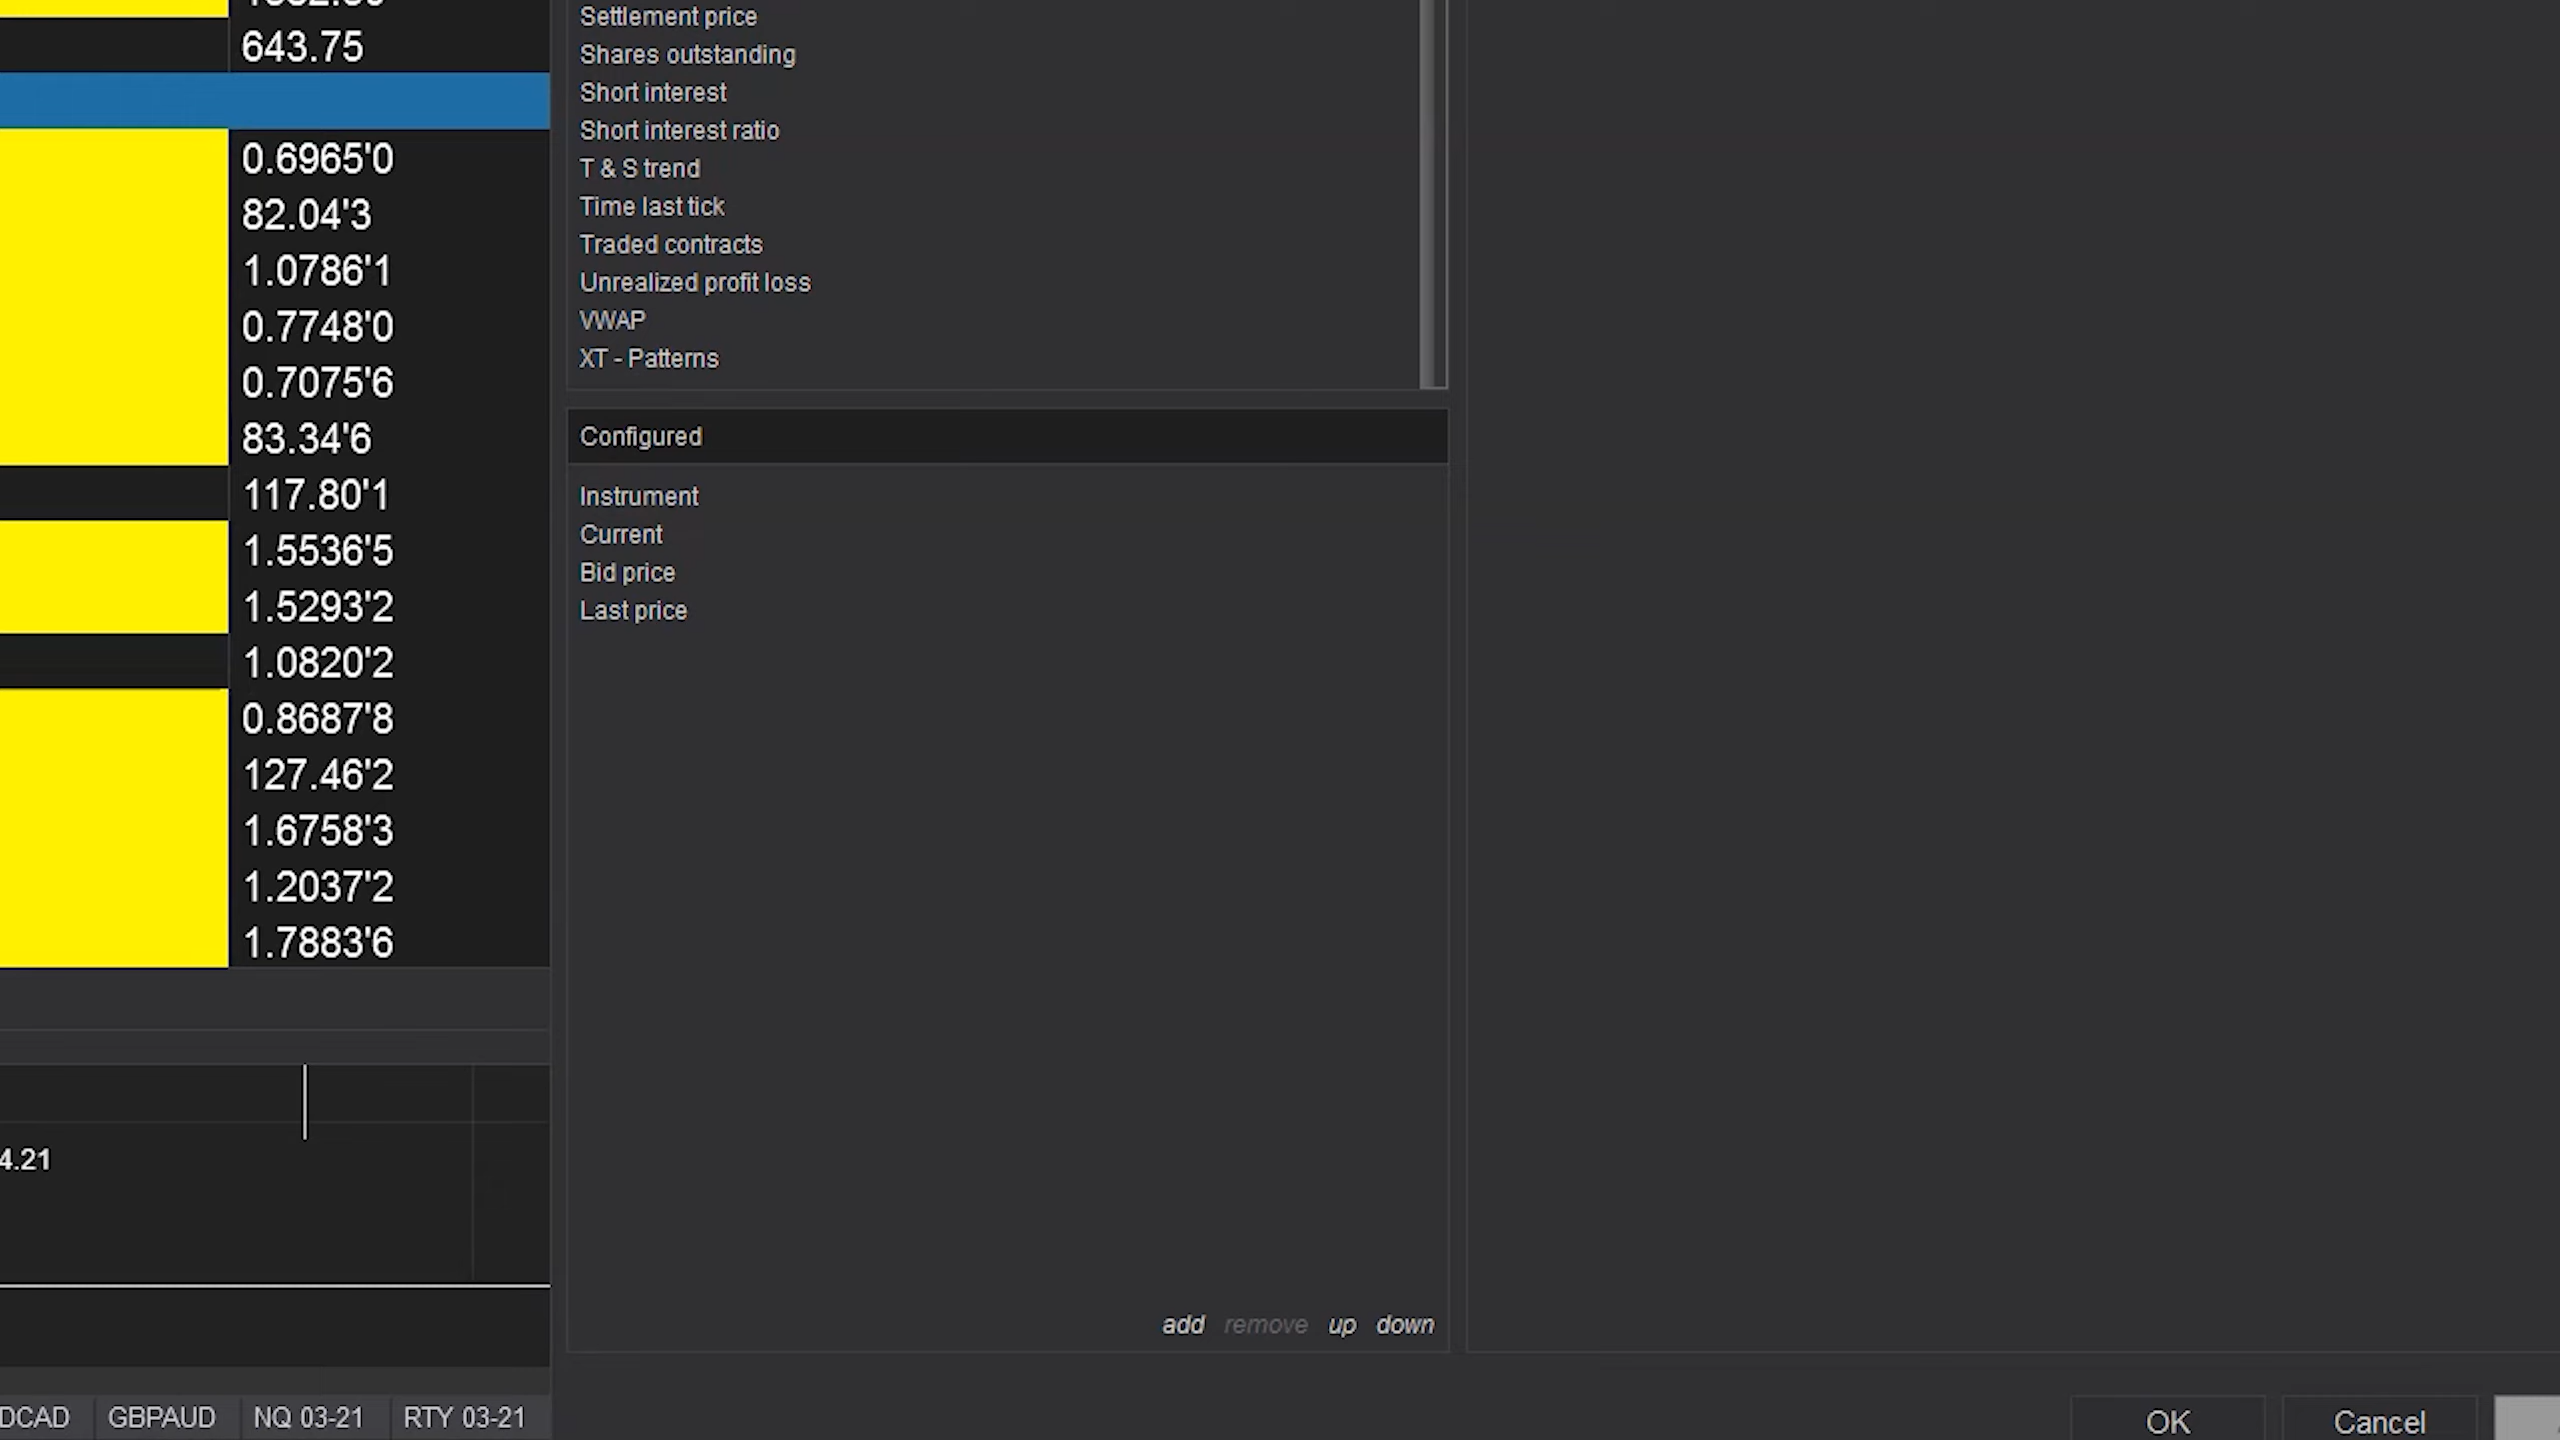 643.75
0.6965'0
82.04'3
1.0786'1
0.7748'0
0.7075'6
83.34'6
117.80'1
1.5536'5
1.5293'2
1.0820'2
0.8687'8
127.46'2
1.6758'3
1.2037'2
1.7883'6
4.21
DCAD GBPAUD NQ 03-21 RTY 03-21
Settlement price
Shares outstanding
Short interest
Short interest ratio
T & S trend
Time last tick
Traded contracts
Unrealized profit loss
VWAP
XT - Patterns
Configured
Instrument
Current
Bid price
Last price
add remove up down
OK Cancel